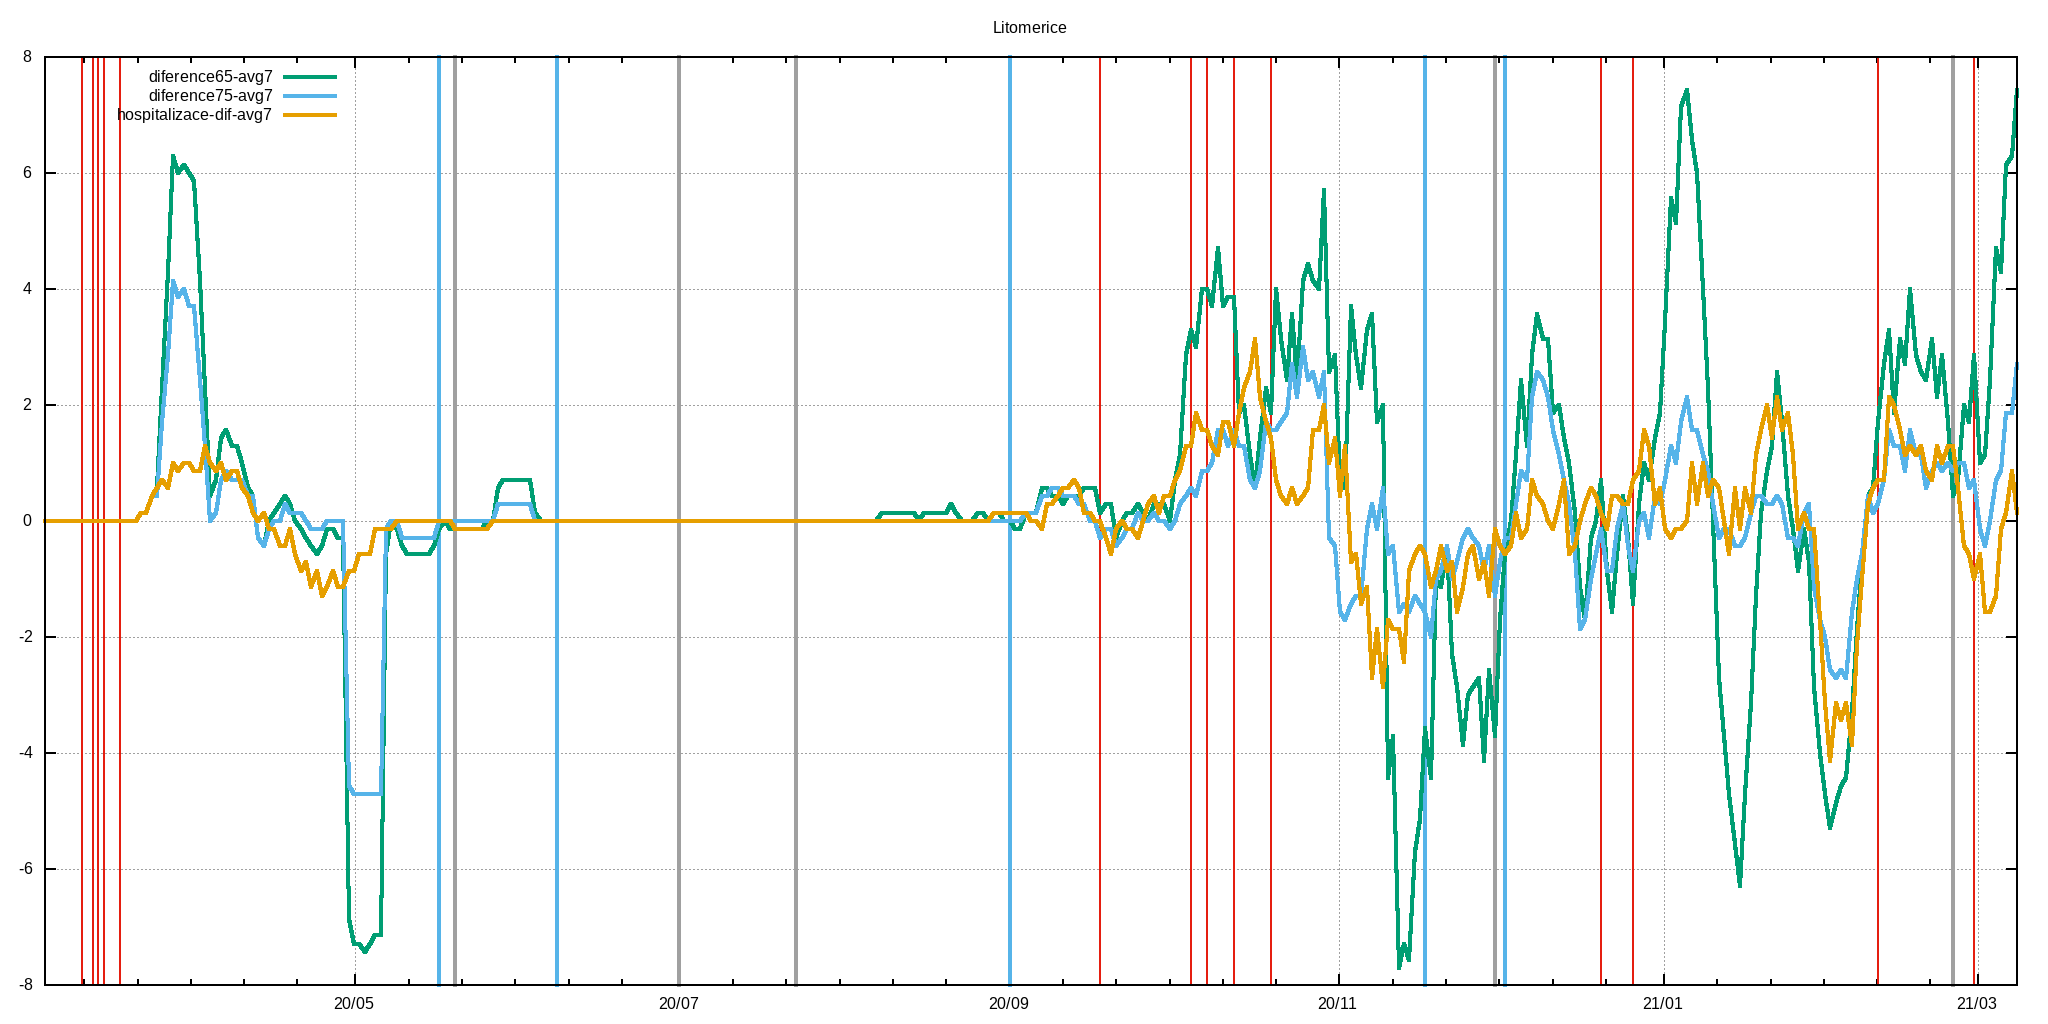 Litomerice
8
diference65-avg7
diference75-avg7
hospitalizace-dif-avg7
6
4
2
0
-2
-4
-6
-8
20/05 20/07 20/09 20/11 21/01 21/03